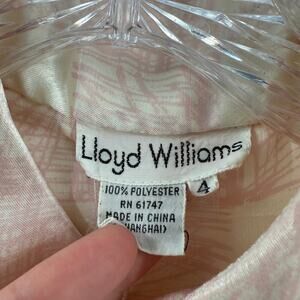 Lloyd Williams
100% POLYESTER
4
RN 61747
MADE IN CHINA